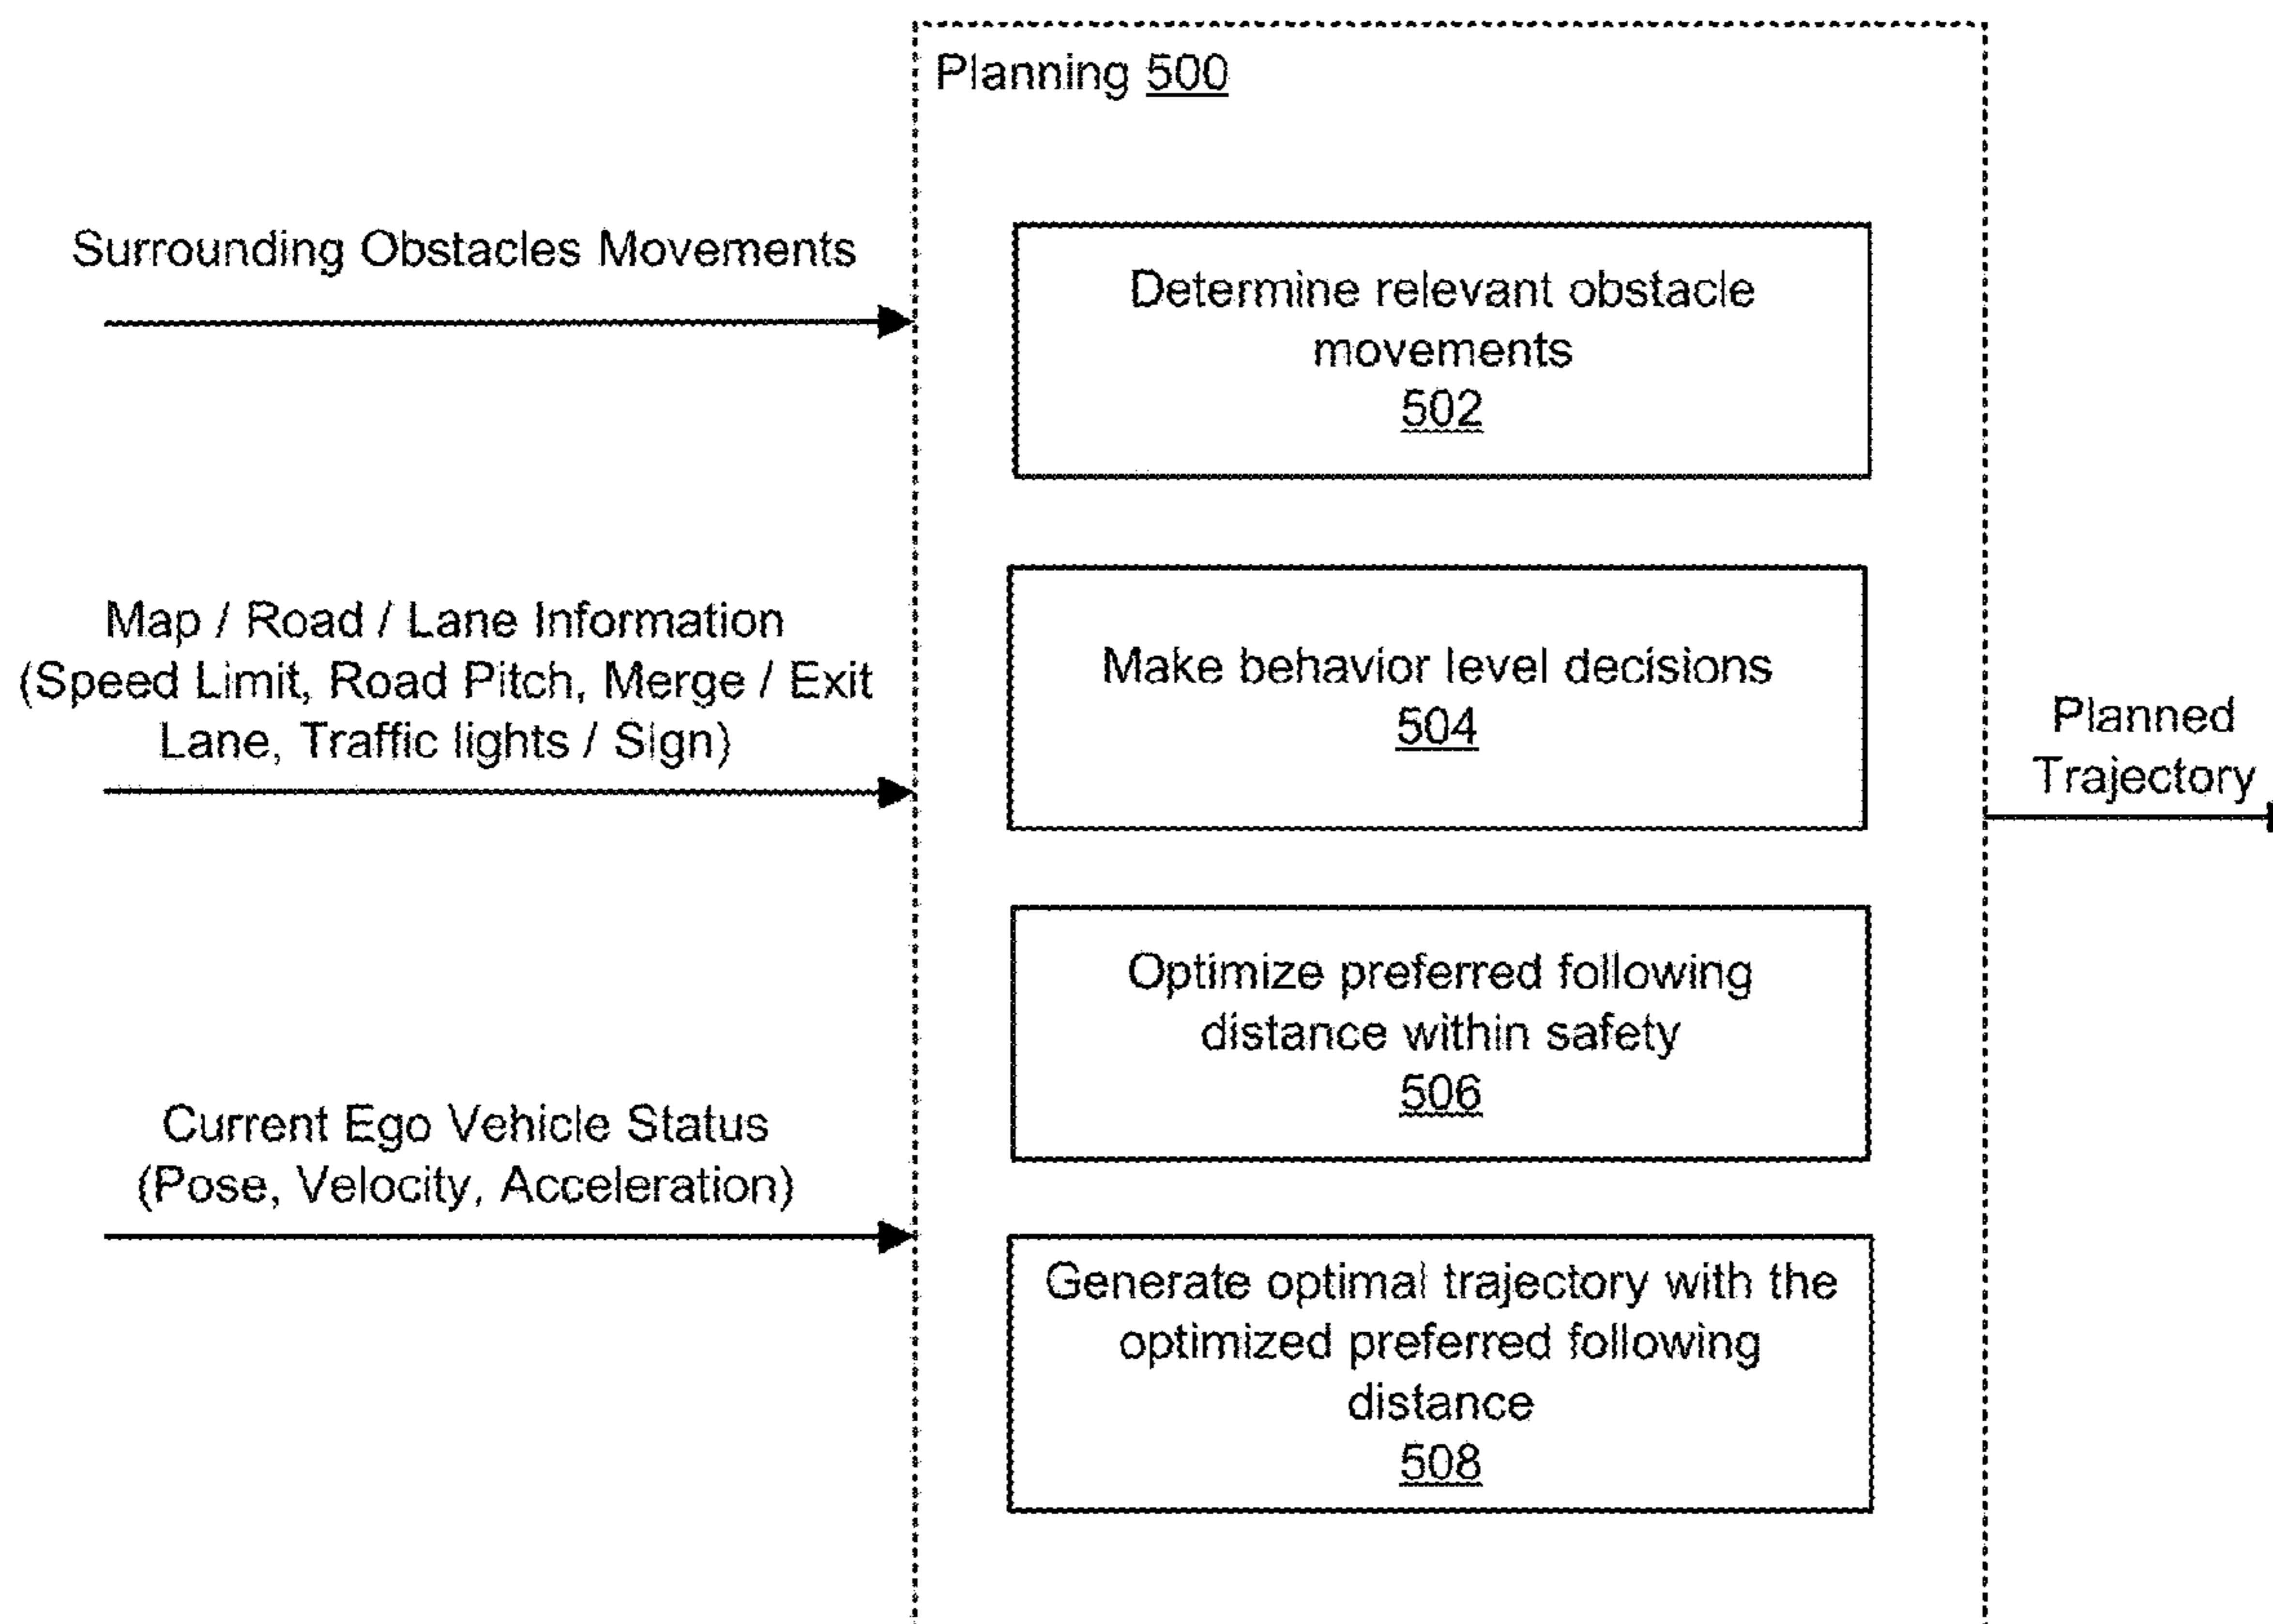 Planning 500
Surrounding Obstacles Movements
Determine relevant obstacle
movements
502
Map / Road / Lane Information
(Speed Limit, Road Pitch, Merge / Exit
Lane, Traffic lights / Sign)
Make behavior level decisions
504
Planned
Trajectory
Optimize preferred following
distance within safety
506
Current Ego Vehicle Status
(Pose, Velocity, Acceleration)
Generate optimal trajectory with the
optimized preferred following
distance
508